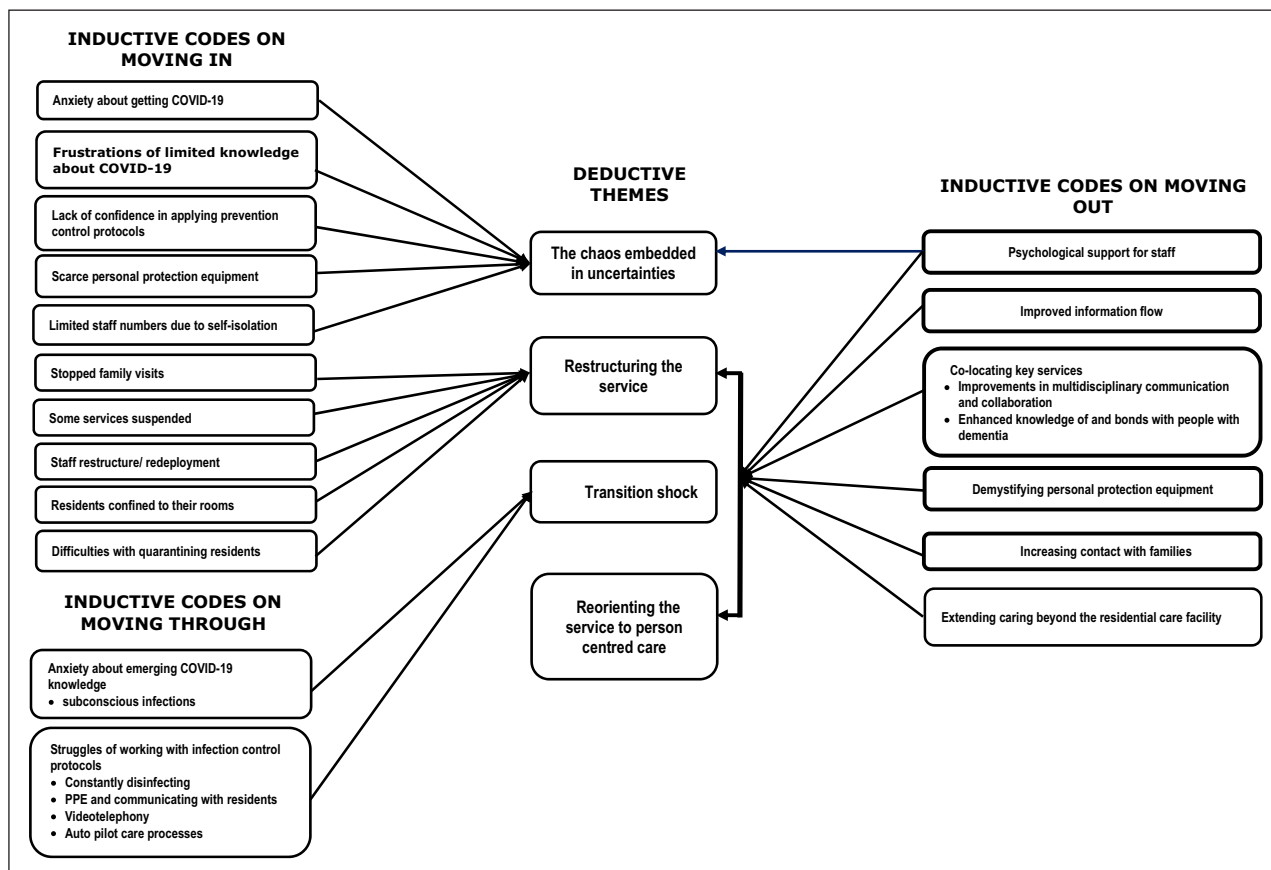 INDUCTIVE CODES ON
MOVING IN
Anxiety about getting COVID-19
Frustrations of limited knowledge
about COVID-19
Lack of confidence in applying prevention
control protocols
Scarce personal protection equipment
Limited staff numbers due to self-isolation
Stopped family visits
Some services suspended
Staff restructure/ redeployment
Residents confined to their rooms
Difficulties with quarantining residents
INDUCTIVE CODES ON
MOVING THROUGH
Anxiety about emerging COVID-19
knowledge
• subconscious infections
Struggles of working with infection control
protocols
• Constantly disinfecting
• PPE and communicating with residents
• Videotelephony
• Auto pilot care processes
DEDUCTIVE
THEMES
The chaos embedded
in uncertainties
Restructuring the
service
Transition shock
Reorienting the
service to person
centred care
INDUCTIVE CODES ON MOVING
OUT
Psychological support for staff
Improved information flow
Co-locating key services
• Improvements in multidisciplinary communication
and collaboration
• Enhanced knowledge of and bonds with people with
dementia
Demystifying personal protection equipment
Increasing contact with families
Extending caring beyond the residential care facility